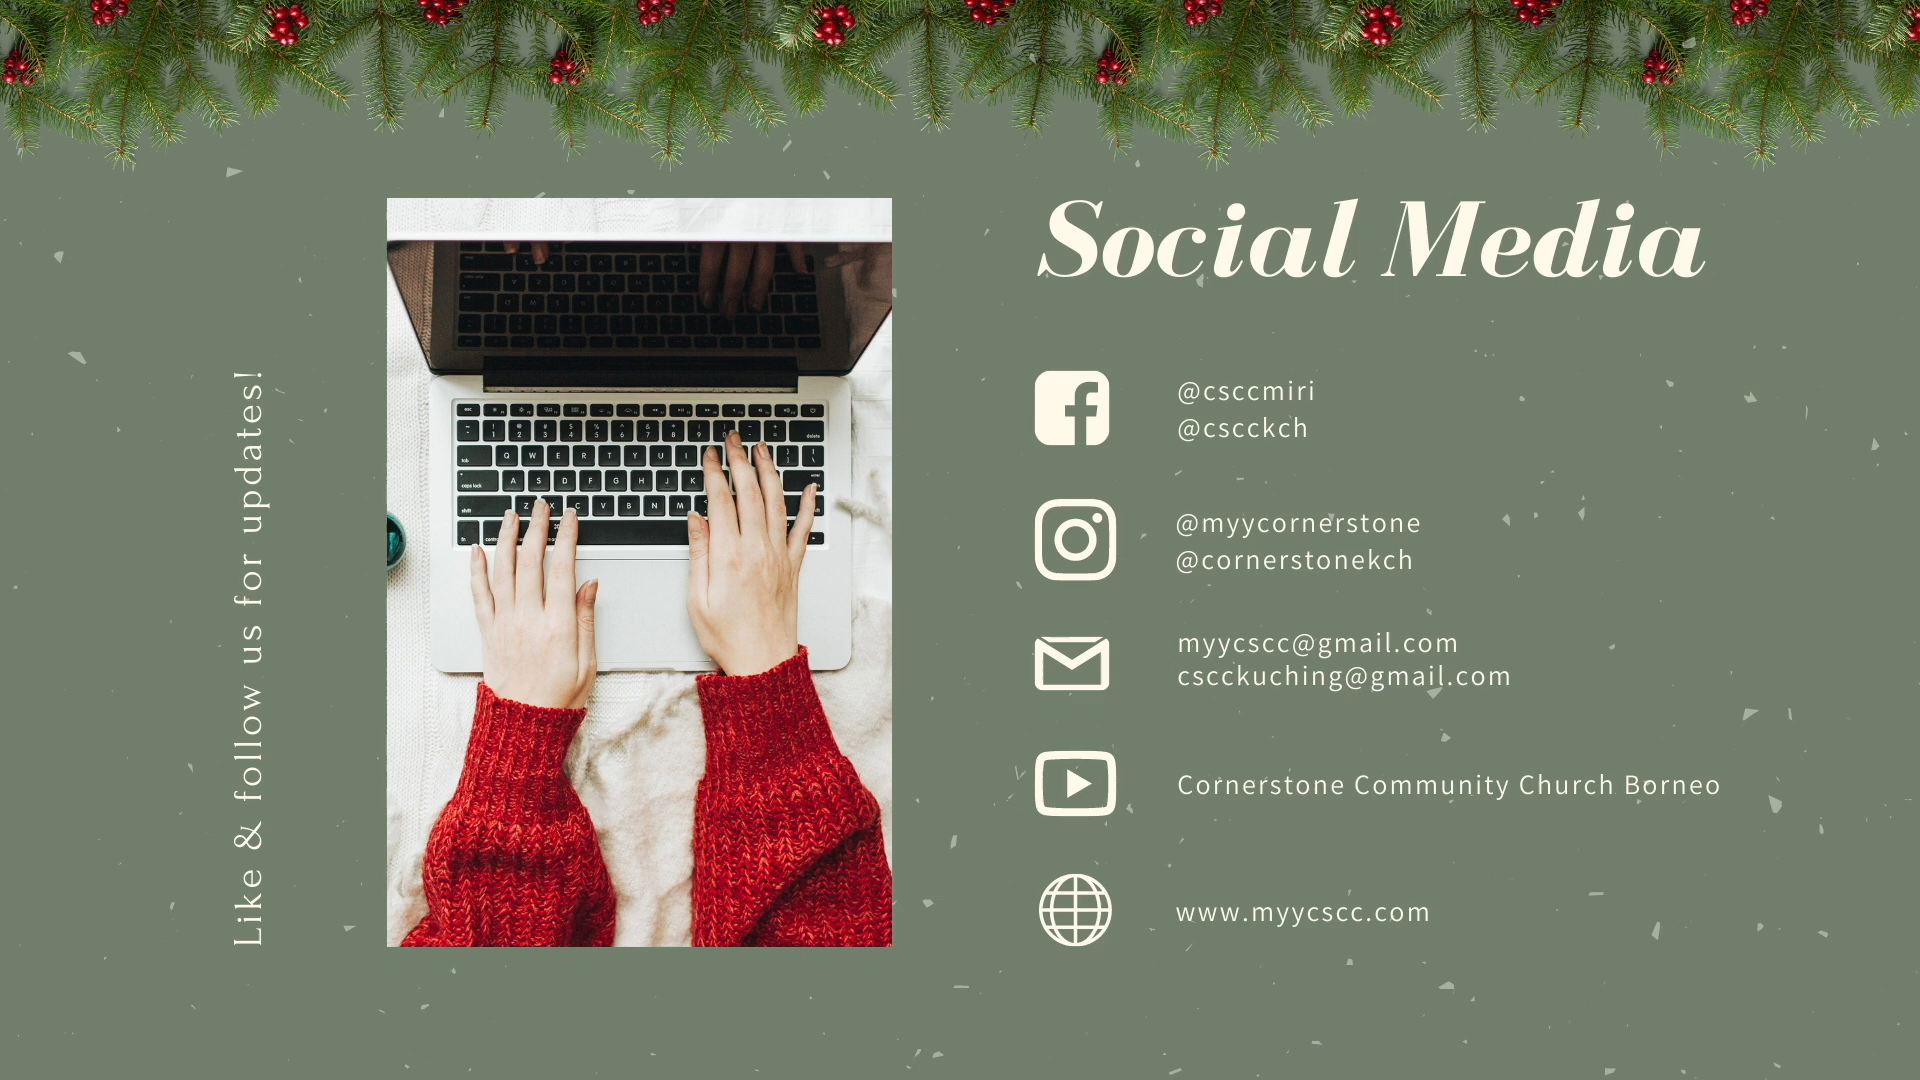 Social Media
Like & follow us for updates!
@csccmiri
@cscckch
@myycornerstone
@cornerstonekch
myycscc@gmail.com
cscckuching@gmail.com
Cornerstone Community Church Borneo
www.myycscc.com